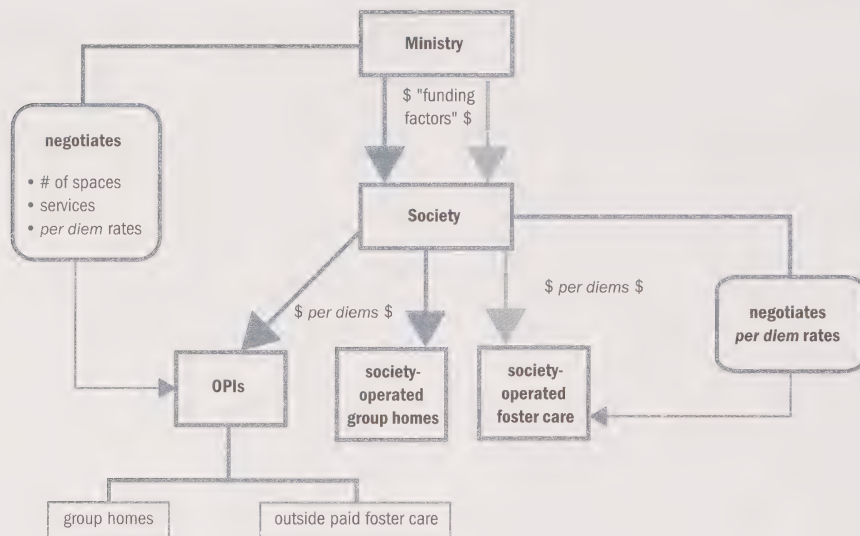 Ministry
$ "funding
factors" $
negotiates
• # of spaces
• services
• per diem rates
Society
$ per diems $
$ per diems $
negotiates
per diem rates
OPIs
society-
operated
group homes
society-
operated
foster care
group homes
outside paid foster care